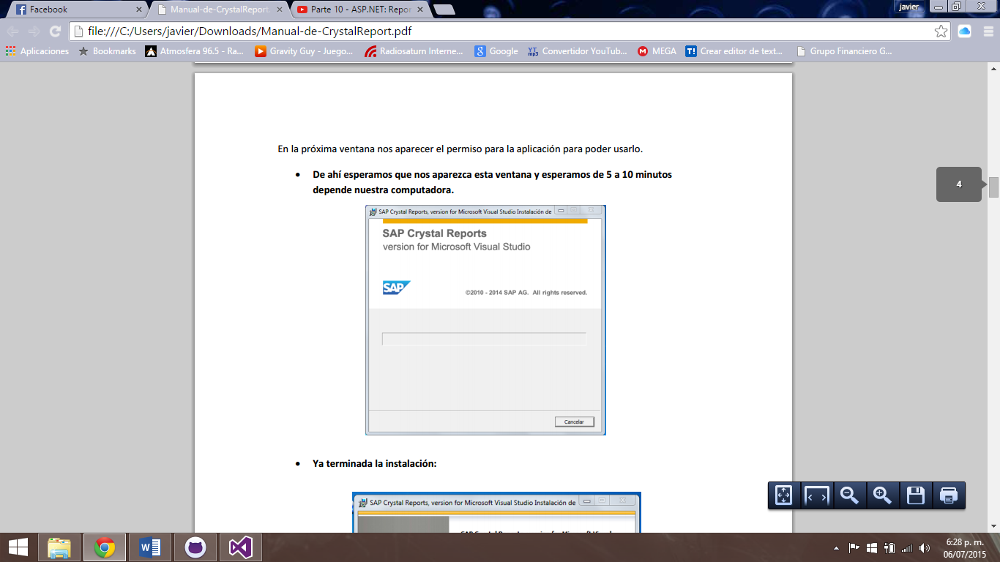 Facebook
Manual-de-CrystalReport
Parte 10 - ASP.NET: Repor
javier
file:///C:/Users/javier/Downloads/Manual-de-CrystalReport.pdf
Aplicaciones
Bookmarks
Atmosfera 96.5 - Ra...
Gravity Guy - Juego...
Radiosaturn Interne...
Google
Convertidor YouTub...
MEGA
Crear editor de text...
Grupo Financiero G...
En la próxima ventana nos aparecer el permiso para la aplicación para poder usarlo.
• De ahí esperamos que nos aparezca esta ventana y esperamos de 5 a 10 minutos
depende nuestra computadora.
4
SAP Crystal Reports, version for Microsoft Visual Studio Instalación de
SAP Crystal Reports
version for Microsoft Visual Studio
SAP
©2010 - 2014 SAP AG. All rights reserved.
Cancelar
• Ya terminada la instalación:
SAP Crystal Reports, version for Microsoft Visual Studio Instalación de
6:28 p. m.
06/07/2015